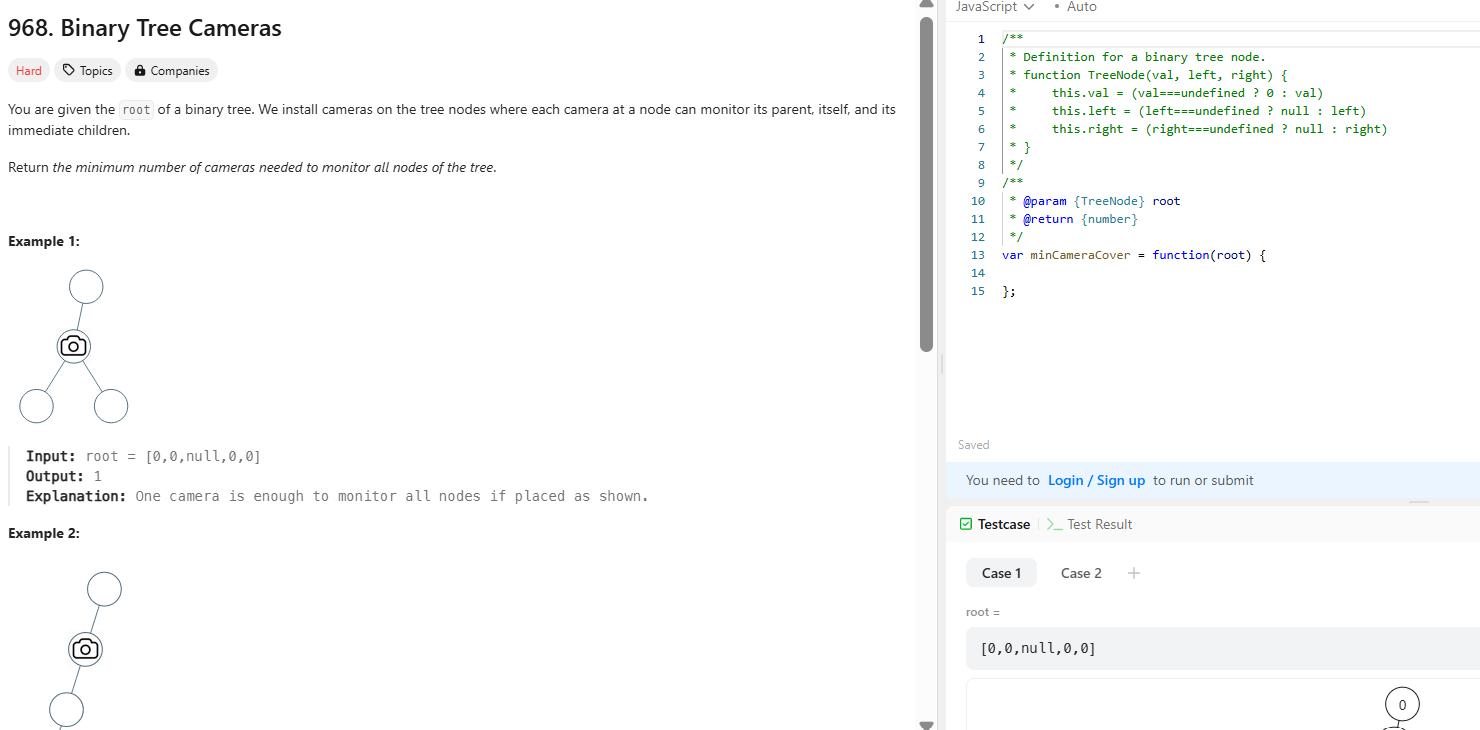 968. Binary Tree Cameras
Hard Topics Companies
You are given the root of a binary tree. We install cameras on the tree nodes where each camera at a node can monitor its parent, itself, and its
immediate children.
Return the minimum number of cameras needed to monitor all nodes of the tree.
Example 1:
Input: root = [0,0,null,0,0]
Output: 1
Explanation: One camera is enough to monitor all nodes if placed as shown.
Example 2:
JavaScript • Auto
1 /**
2 * Definition for a binary tree node.
3 * function TreeNode(val, left, right) {
4 *     this.val = (val===undefined ? 0 : val)
5 *     this.left = (left===undefined ? null : left)
6 *     this.right = (right===undefined ? null : right)
7 * }
8 */
9 /**
10 * @param {TreeNode} root
11 * @return {number}
12 */
13 var minCameraCover = function(root) {
14
15 };
Saved
You need to Login / Sign up to run or submit
Testcase >_ Test Result
Case 1 Case 2 +
root =
[0,0,null,0,0]
0